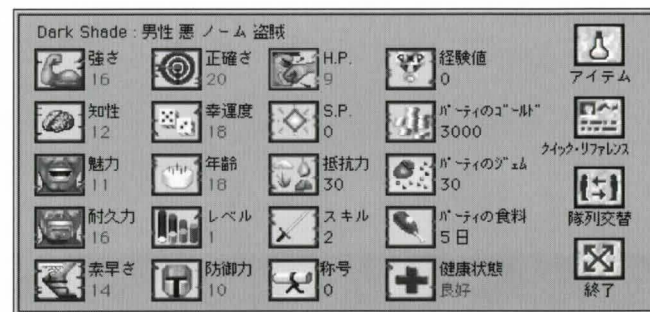 Dark Shade : 男性 悪 ノーム 盗賊
強さ
16
正確さ
20
H.P.
9
経験値
0
アイテム
知性
12
幸運度
18
S.P.
0
パーティのゴールド
3000
クイック・リファレンス
魅力
11
年齢
18
抵抗力
30
パーティのジェム
30
隊列交替
耐久力
16
レベル
1
スキル
2
パーティの食料
5日
素早さ
14
防御力
10
称号
0
健康状態
良好
終了